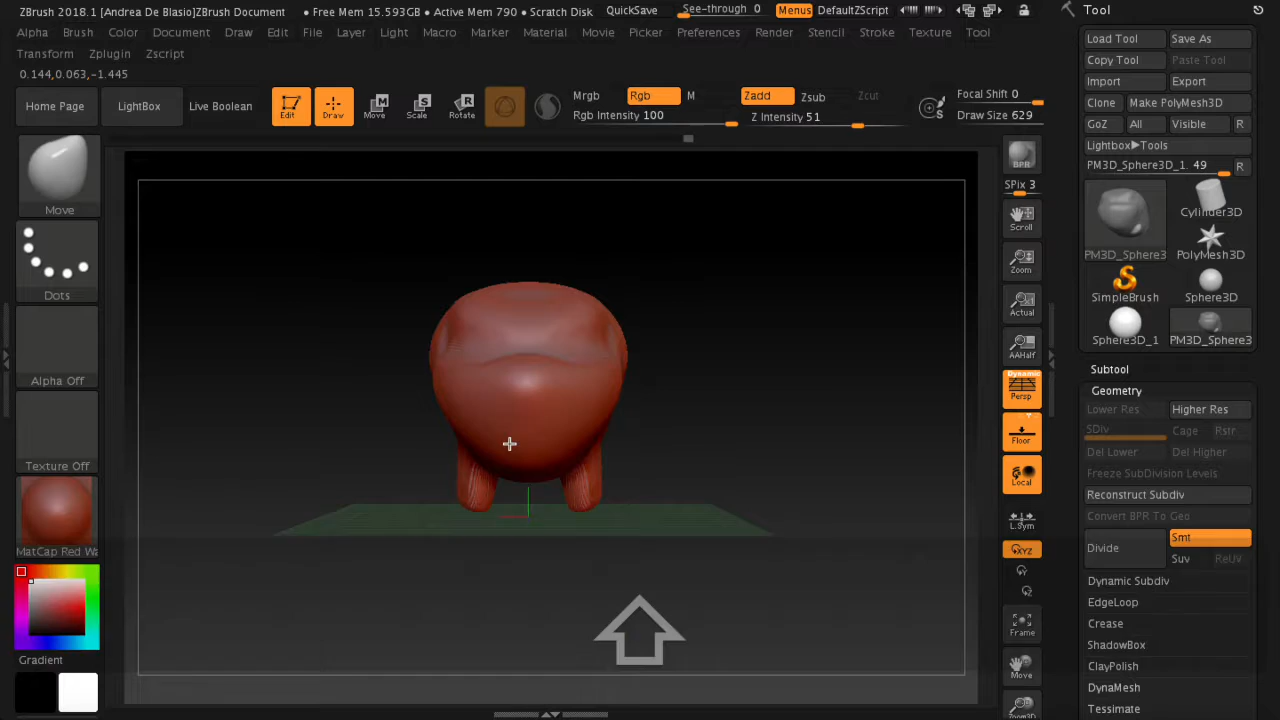 ZBrush 2018.1 [Andrea De Blasio]ZBrush Document
• Free Mem 15.593GB • Active Mem 790 • Scratch Disk
QuickSave
See-through 0
Menus
DefaultZScript
Alpha
Brush
Color
Document
Draw
Edit
File
Layer
Light
Macro
Marker
Material
Movie
Picker
Preferences
Render
Stencil
Stroke
Texture
Tool
Transform
Zplugin
Zscript
0.144,0.063,-1.445
Home Page
LightBox
Live Boolean
Edit
Draw
Move
Scale
Rotate
Mrgb
Rgb
M
Rgb Intensity 100
Zadd
Zsub
Zcut
Z Intensity 51
Focal Shift 0
Draw Size 629
Move
Dots
Alpha Off
Texture Off
MatCap Red Wa
Gradient
BPR
SPix 3
Scroll
Zoom
Actual
AAHalf
Dynamic
Persp
Floor
Local
L.Sym
XYZ
Y
Z
Frame
Move
Zoom3D
Tool
Load Tool
Save As
Copy Tool
Paste Tool
Import
Export
Clone
Make PolyMesh3D
GoZ
All
Visible
R
Lightbox▶Tools
PM3D_Sphere3D_1. 49
R
PM3D_Sphere3
Cylinder3D
PolyMesh3D
SimpleBrush
Sphere3D
Sphere3D_1
PM3D_Sphere3
Subtool
Geometry
Lower Res
Higher Res
SDiv
Cage
Rstr
Del Lower
Del Higher
Freeze SubDivision Levels
Reconstruct Subdiv
Convert BPR To Geo
Divide
Smt
Suv
ReUV
Dynamic Subdiv
EdgeLoop
Crease
ShadowBox
ClayPolish
DynaMesh
Tessimate